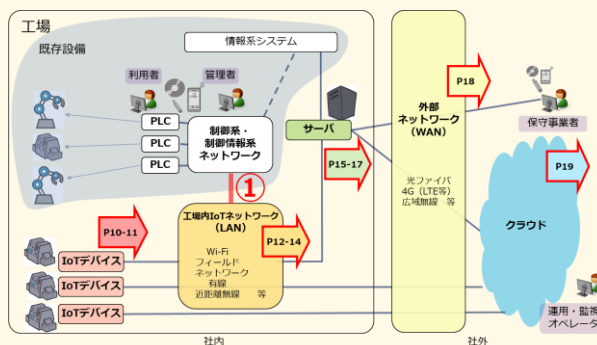 工場
既存設備
情報系システム
利用者
管理者
PLC
PLC
PLC
制御系・
制御情報系
ネットワーク
サーバ
①
P10-11
工場内IoTネットワーク
(LAN)
Wi-Fi
フィールド
ネットワーク
有線
近距離無線 等
P12-14
P15-17
IoTデバイス
IoTデバイス
IoTデバイス
外部
ネットワーク
(WAN)
光ファイバ
4G(LTE等)
広域無線 等
P18
保守事業者
P19
クラウド
運用・監視
オペレータ
社内
社外